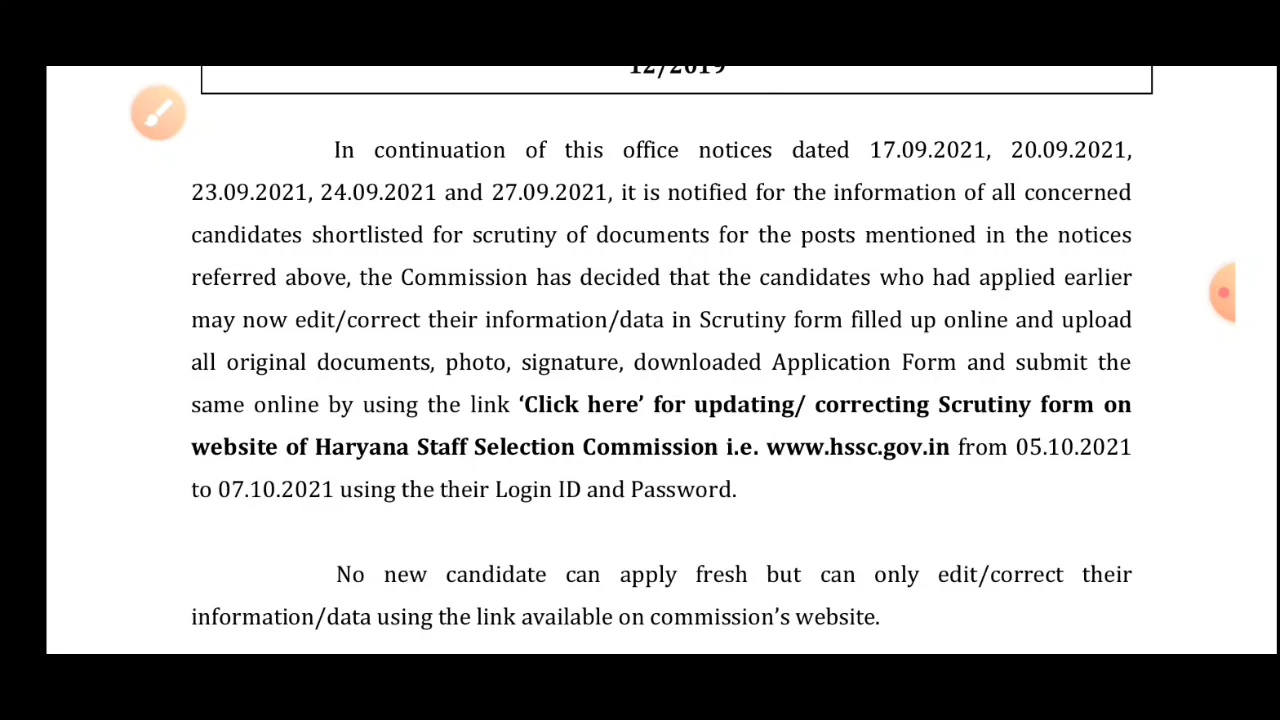 12/2019
In continuation of this office notices dated 17.09.2021, 20.09.2021,
23.09.2021, 24.09.2021 and 27.09.2021, it is notified for the information of all concerned
candidates shortlisted for scrutiny of documents for the posts mentioned in the notices
referred above, the Commission has decided that the candidates who had applied earlier
may now edit/correct their information/data in Scrutiny form filled up online and upload
all original documents, photo, signature, downloaded Application Form and submit the
same online by using the link ‘Click here’ for updating/ correcting Scrutiny form on
website of Haryana Staff Selection Commission i.e. www.hssc.gov.in from 05.10.2021
to 07.10.2021 using the their Login ID and Password.
No new candidate can apply fresh but can only edit/correct their
information/data using the link available on commission’s website.